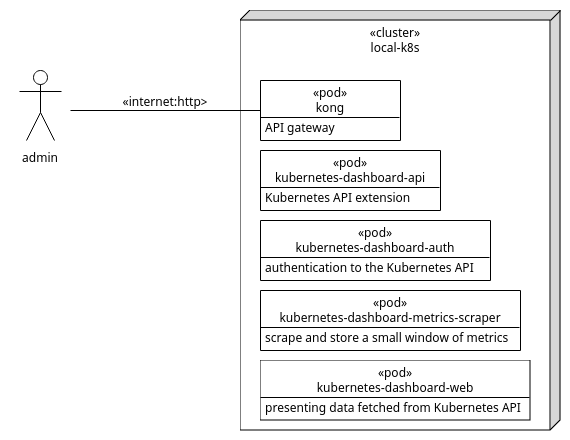 «cluster»
local-k8s
«internet:http»
admin
«pod»
kong
API gateway
«pod»
kubernetes-dashboard-api
Kubernetes API extension
«pod»
kubernetes-dashboard-auth
authentication to the Kubernetes API
«pod»
kubernetes-dashboard-metrics-scraper
scrape and store a small window of metrics
«pod»
kubernetes-dashboard-web
presenting data fetched from Kubernetes API